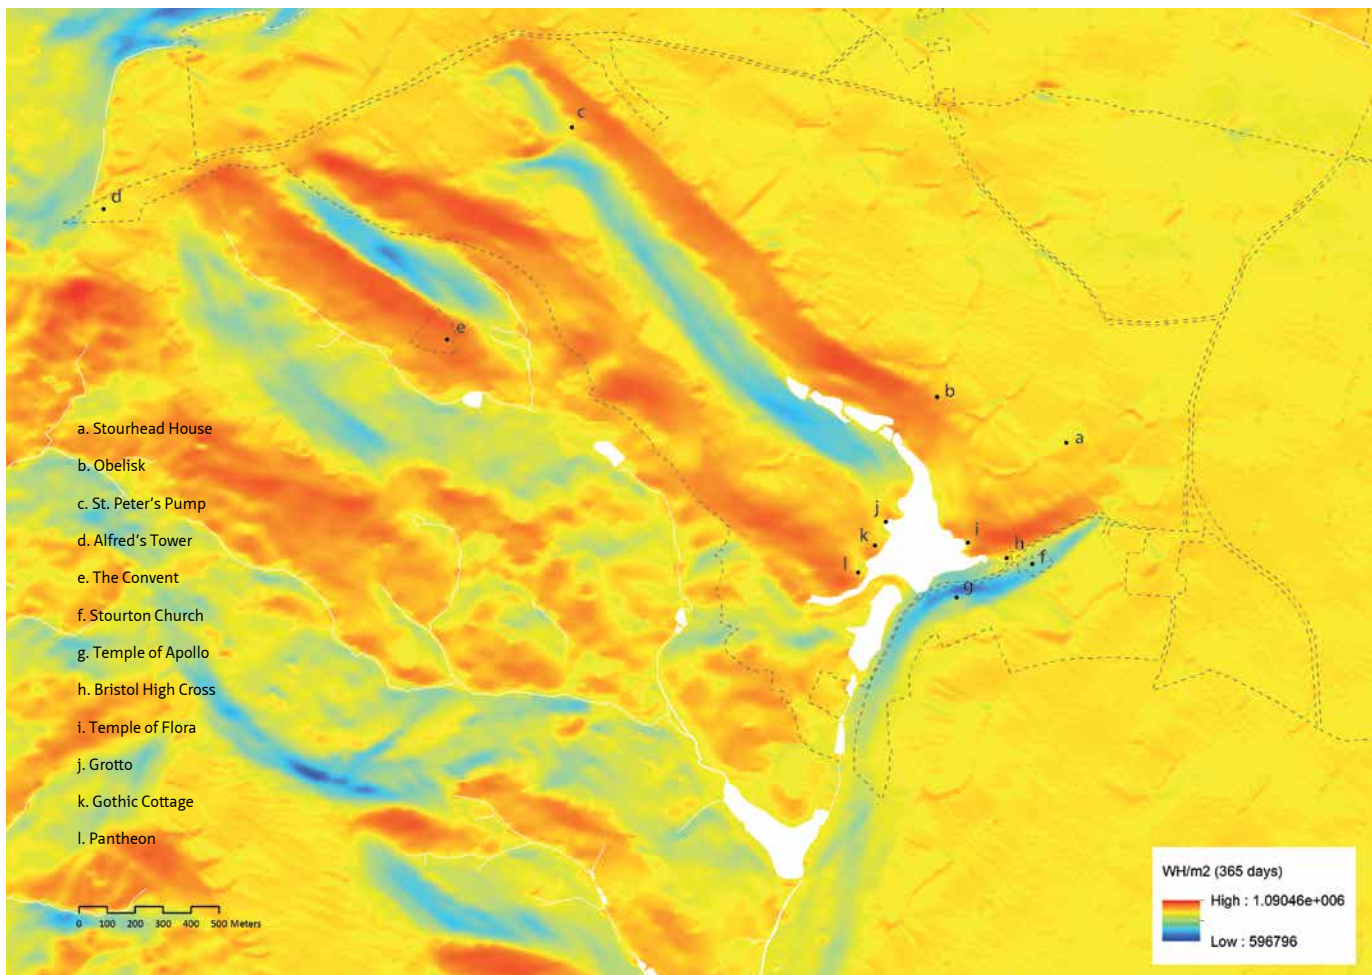 c
d
e
b
a
a. Stourhead House
b. Obelisk
c. St. Peter's Pump
j
d. Alfred's Tower
k
i
h
l
f
e. The Convent
g
f. Stourton Church
g. Temple of Apollo
h. Bristol High Cross
i. Temple of Flora
j. Grotto
k. Gothic Cottage
l. Pantheon
0 100 200 300 400 500 Meters
WH/m2 (365 days)
High : 1.09046e+006
Low : 596796